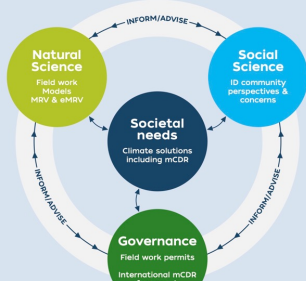 INFORM/ADVISE
Natural
Science
Field work
Models
MRV & eMRV
Social
Science
ID community
perspectives &
concerns
Societal
needs
Climate solutions
including mCDR
INFORM/ADVISE
INFORM/ADVISE
Governance
Field work permits
International mCDR